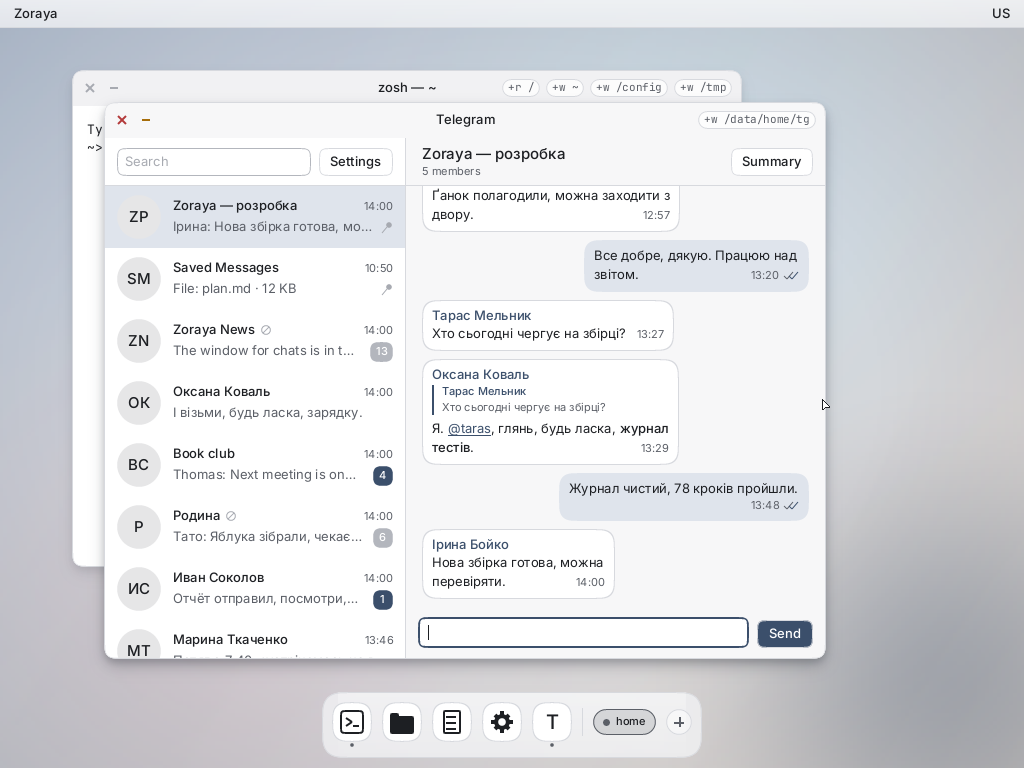 Zoraya
US
zosh — ~
+r /
+w ~
+w /config
+w /tmp
Ty
~>
Telegram
+w /data/home/tg
Search
Settings
Zoraya — розробка
14:00
Ірина: Нова збірка готова, мо...
Saved Messages
10:50
File: plan.md · 12 KB
Zoraya News
14:00
The window for chats is in t...
13
Оксана Коваль
14:00
І візьми, будь ласка, зарядку.
Book club
14:00
Thomas: Next meeting is on...
4
Родина
14:00
Тато: Яблука зібрали, чекає...
6
Иван Соколов
14:00
Отчёт отправил, посмотри,...
1
Марина Ткаченко
13:46
ZP
SM
ZN
ОК
BC
Р
ИС
МТ
Zoraya — розробка
5 members
Summary
Ґанок полагодили, можна заходити з
двору.
12:57
Все добре, дякую. Працюю над
звітом.
13:20
Тарас Мельник
Хто сьогодні чергує на збірці?
13:27
Оксана Коваль
Тарас Мельник
Хто сьогодні чергує на збірці?
Я. @taras, глянь, будь ласка, журнал
тестів.
13:29
Журнал чистий, 78 кроків пройшли.
13:48
Ірина Бойко
Нова збірка готова, можна
перевіряти.
14:00
Send
T
home